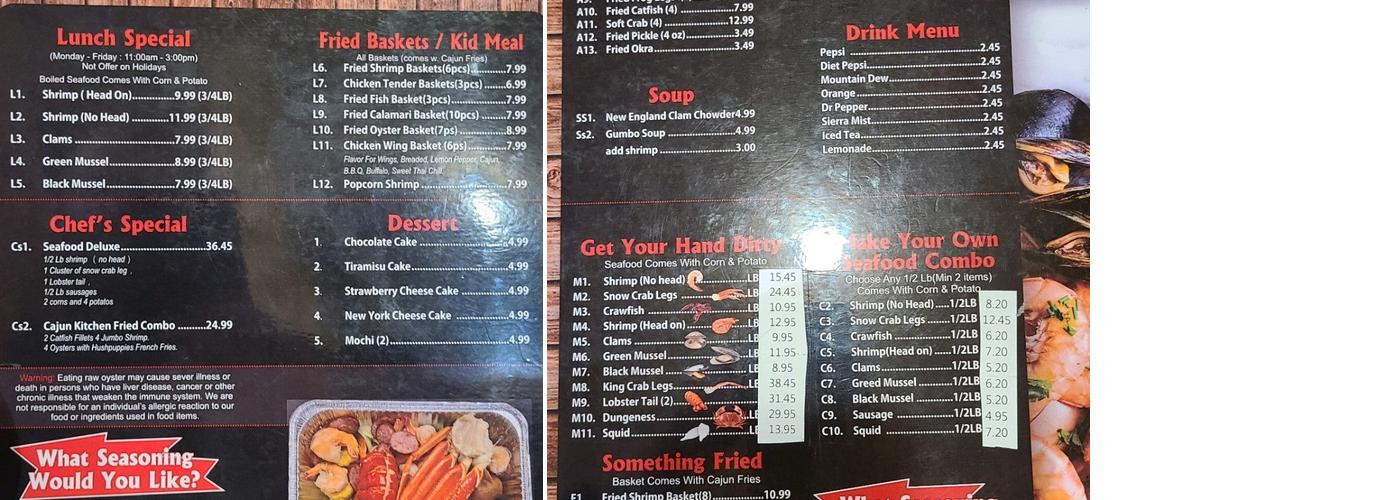 Lunch Special
(Monday - Friday : 11:00am - 3:00pm)
Not Offer on Holidays
Boiled Seafood Comes With Corn & Potato
L1. Shrimp ( Head On)..............9.99 (3/4LB)
L2. Shrimp (No Head) ..............11.99 (3/4LB)
L3. Clams ..............7.99 (3/4LB)
L4. Green Mussel..............8.99 (3/4LB)
L5. Black Mussel..............7.99 (3/4LB)
Chef's Special
Cs1. Seafood Deluxe..............36.45
1/2 Lb shrimp ( no head )
1 Cluster of snow crab leg ,
1 Lobster tail ,
1/2 Lb sausages
2 corns and 4 potatos
Cs2. Cajun Kitchen Fried Combo ..........24.99
2 Catfish Fillets 4 Jumbo Shrimp.
4 Oysters with Hushpuppies French Fries.
Warning: Eating raw oyster may cause sever illness or
death in persons who have liver disease, cancer or other
chronic illness that weaken the immune system. We are
not responsible for an individual's allergic reaction to our
food or ingredients used in food items.
What Seasoning
Would You Like?
Fried Baskets / Kid Meal
All Baskets (comes w. Cajun Fries)
L6. Fried Shrimp Baskets(6pcs)..........7.99
L7. Chicken Tender Baskets(3pcs) ........6.99
L8. Fried Fish Basket(3pcs)..............7.99
L9. Fried Calamari Basket(10pcs) ........7.99
L10. Fried Oyster Basket(7ps) ..............8.99
L11. Chicken Wing Basket (6ps)..............7.99
Flavor For Wings, Breaded, Lemon Pepper, Cajun,
B.B.Q, Buffalo, Sweet Thai Chili,
L12. Popcorn Shrimp ..............7.99
Dessert
1. Chocolate Cake ..............4.99
2. Tiramisu Cake..............4.99
3. Strawberry Cheese Cake ..............4.99
4. New York Cheese Cake ..............4.99
5. Mochi (2)..............4.99
A10. Fried Catfish (4) ..............7.99
A11. Soft Crab (4) ..............12.99
A12. Fried Pickle (4 oz)..............3.49
A13. Fried Okra..............3.49
Soup
SS1. New England Clam Chowder4.99
Ss2. Gumbo Soup ..............4.99
add shrimp ..............3.00
Drink Menu
Pepsi ..............2.45
Diet Pepsi..............2.45
Mountain Dew..............2.45
Orange ..............2.45
Dr Pepper..............2.45
Sierra Mist..............2.45
Iced Tea..............2.45
Lemonade..............2.45
Get Your Hand Dirty
Seafood Comes With Corn & Potato
M1. Shrimp (No head) LB 15.45
M2. Snow Crab Legs ......LB 24.45
M3. Crawfish ......LB 10.95
M4. Shrimp (Head on) ......LB 12.95
M5. Clams ......LB 9.95
M6. Green Mussel ......LB 11.95
M7. Black Mussel ......LB 8.95
M8. King Crab Legs......LB 38.45
M9. Lobster Tail (2)......LB 31.45
M10. Dungeness......LB 29.95
M11. Squid ......LB 13.95
Make Your Own
Seafood Combo
Choose Any 1/2 Lb(Min 2 items)
Comes With Corn & Potato
C2. Shrimp (No Head) .....1/2LB 8.20
C3. Snow Crab Legs .......1/2LB 12.45
C4. Crawfish ..............1/2LB 6.20
C5. Shrimp(Head on) .....1/2LB 7.20
C6. Clams ..............1/2LB 5.20
C7. Greed Mussel ..........1/2LB 6.20
C8. Black Mussel ..........1/2LB 5.20
C9. Sausage ..............1/2LB 4.95
C10. Squid ..............1/2LB 7.20
Something Fried
Basket Comes With Cajun Fries
F1. Fried Shrimp Basket(8)..............10.99
What Seasoning